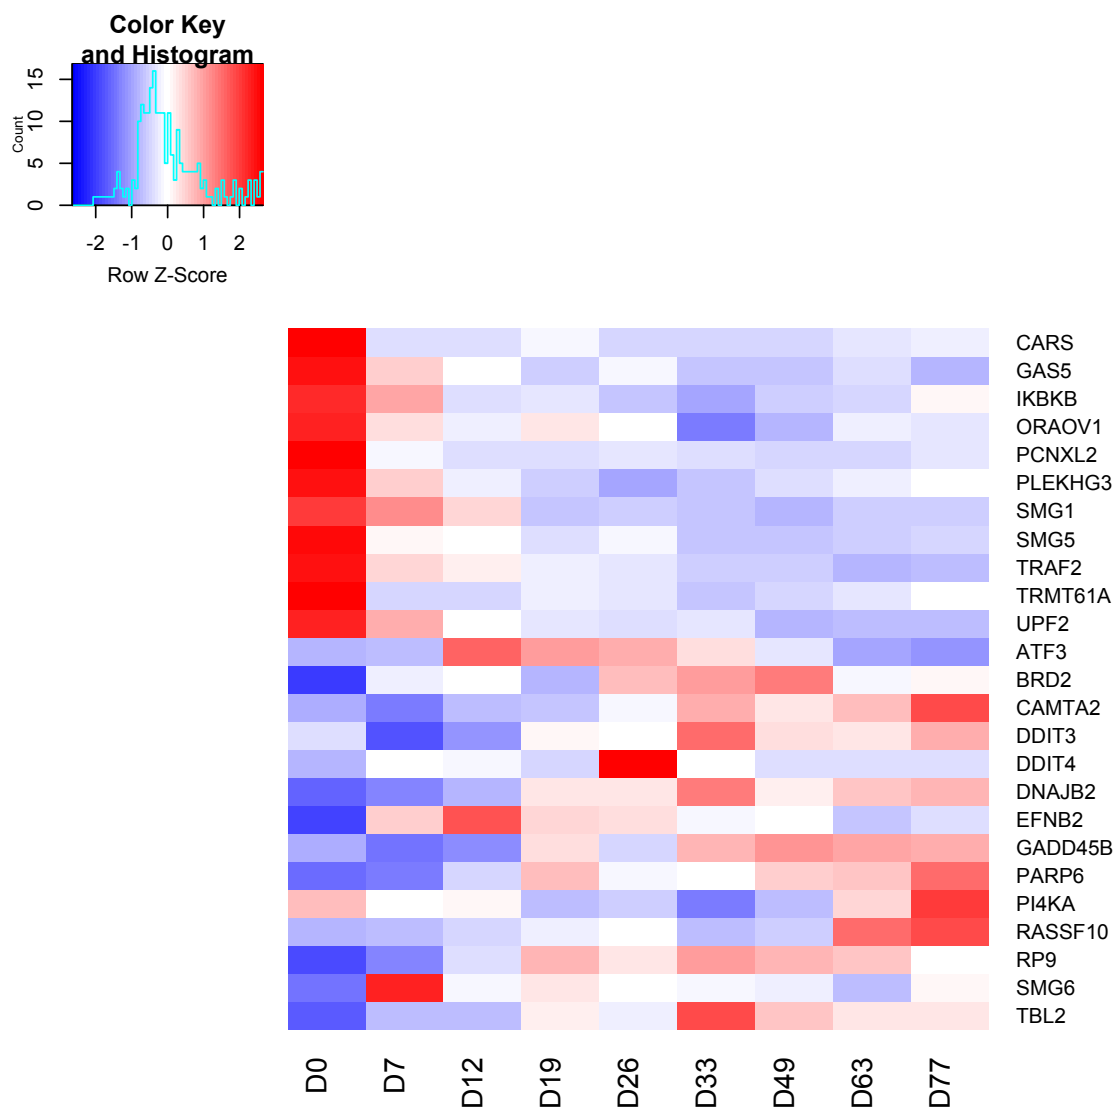 Color Key
and Histogram
Count
0 5 10 15
-2 -1 0 1 2
Row Z-Score
CARS
GAS5
IKBKB
ORAOV1
PCNXL2
PLEKHG3
SMG1
SMG5
TRAF2
TRMT61A
UPF2
ATF3
BRD2
CAMTA2
DDIT3
DDIT4
DNAJB2
EFNB2
GADD45B
PARP6
PI4KA
RASSF10
RP9
SMG6
TBL2
D0 D7 D12 D19 D26 D33 D49 D63 D77